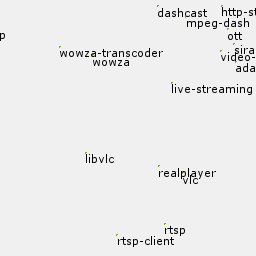 dashcast
http-st
mpeg-dash
ott
p
sira
wowza-transcoder
video-
wowza
ada
live-streaming
libvlc
realplayer
vlc
rtsp
rtsp-client